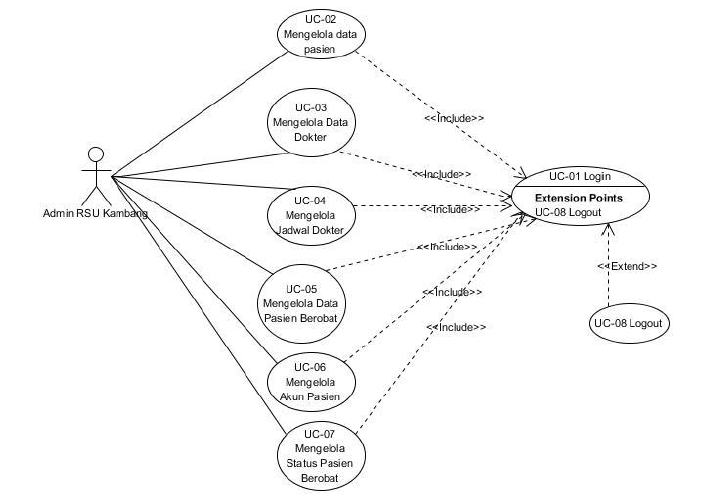 UC-02
Mengelola data
pasien
<<Include>>
UC-03
Mengelola Data
Dokter
<<Include>>
UC-01 Login
Extension Points
UC-08 Logout
Admin RSU Kambang
UC-04
Mengelola
Jadwal Dokter
<<Include>>
<<Include>>
<<Extend>>
UC-05
Mengelola Data
Pasien Berobat
<<Include>>
<<Include>>
UC-08 Logout
UC-06
Mengelola
Akun Pasien
UC-07
Mengelola
Status Pasien
Berobat